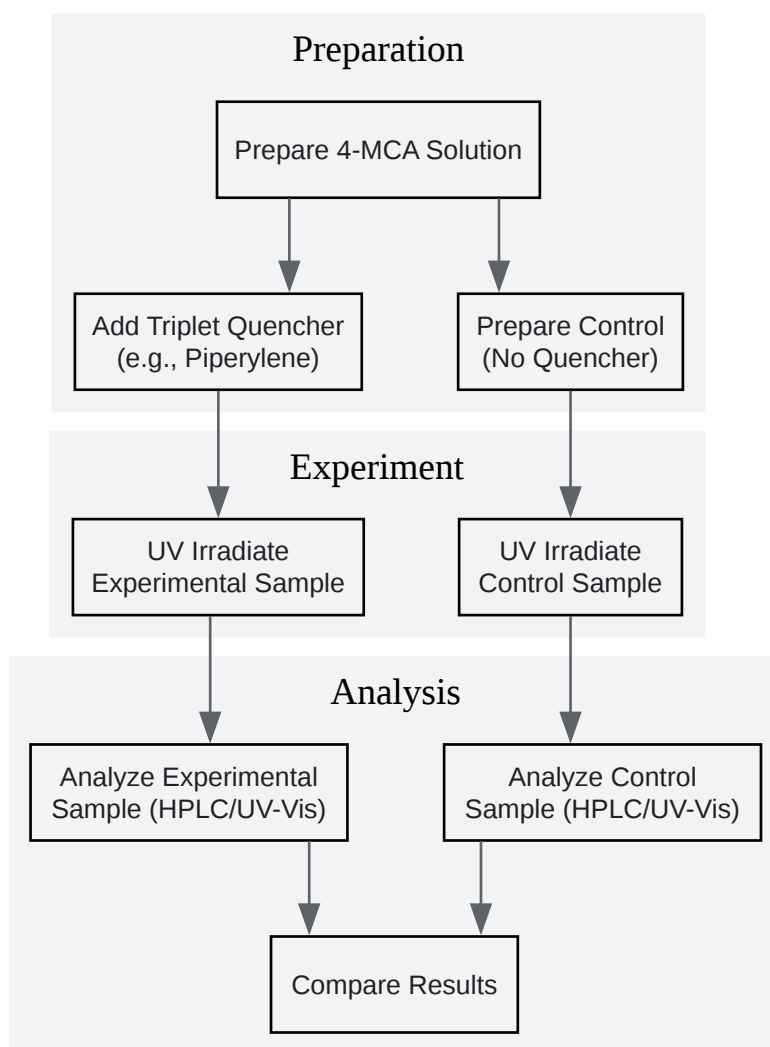 Preparation
Prepare 4-MCA Solution
Add Triplet Quencher
(e.g., Piperylene)
Prepare Control
(No Quencher)
Experiment
UV Irradiate
Experimental Sample
UV Irradiate
Control Sample
Analysis
Analyze Experimental
Sample (HPLC/UV-Vis)
Analyze Control
Sample (HPLC/UV-Vis)
Compare Results